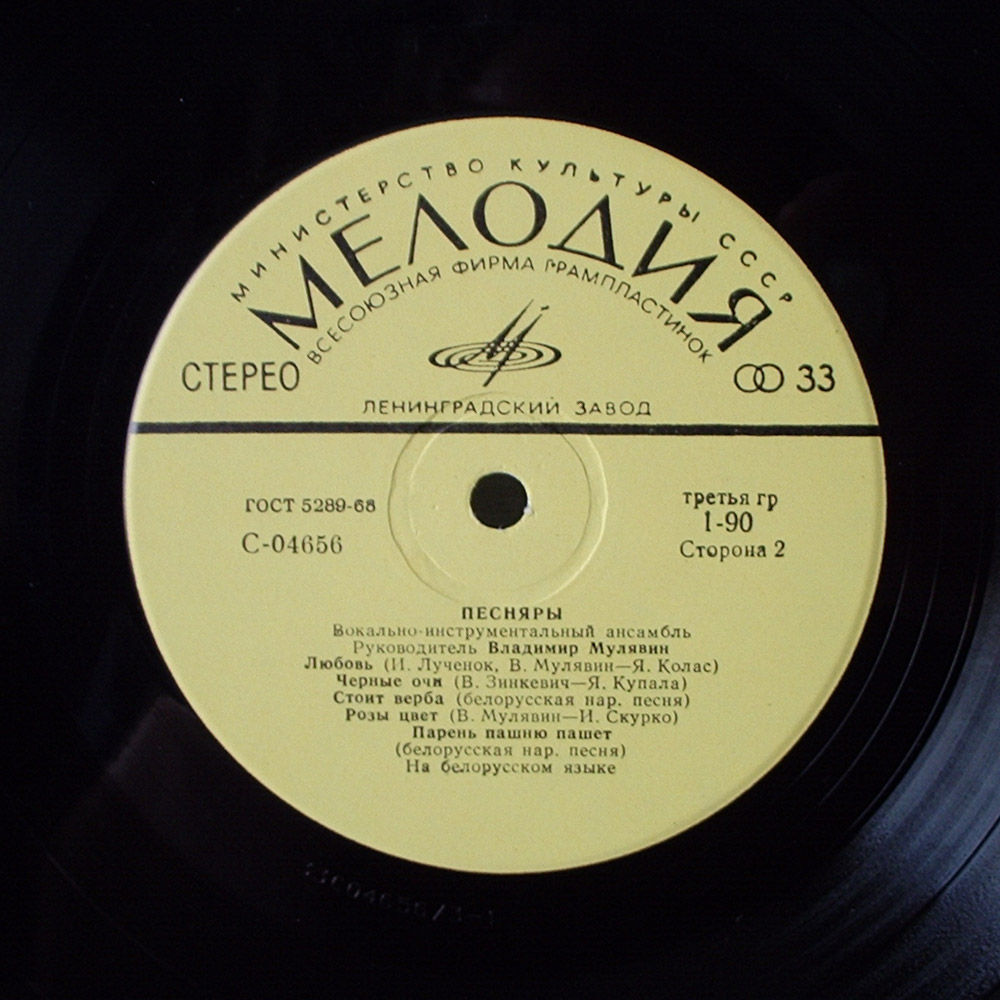 МИНИСТЕРСТВО КУЛЬТУРЫ СССР
МЕЛОДИЯ
ВСЕСОЮЗНАЯ ФИРМА ГРАМПЛАСТИНОК
СТЕРЕО
33
ЛЕНИНГРАДСКИЙ ЗАВОД
ГОСТ 5289-68
С-04656
третья гр
1-90
Сторона 2
ПЕСНЯРЫ
Вокально-инструментальный ансамбль
Руководитель Владимир Мулявин
Любовь (И. Лученок, В. Мулявин—Я. Колас)
Черные очи (В. Зинкевич—Я. Купала)
Стоит верба (белорусская нар. песня)
Розы цвет (В. Мулявин—И. Скурко)
Парень пашню пашет
(белорусская нар. песня)
На белорусском языке